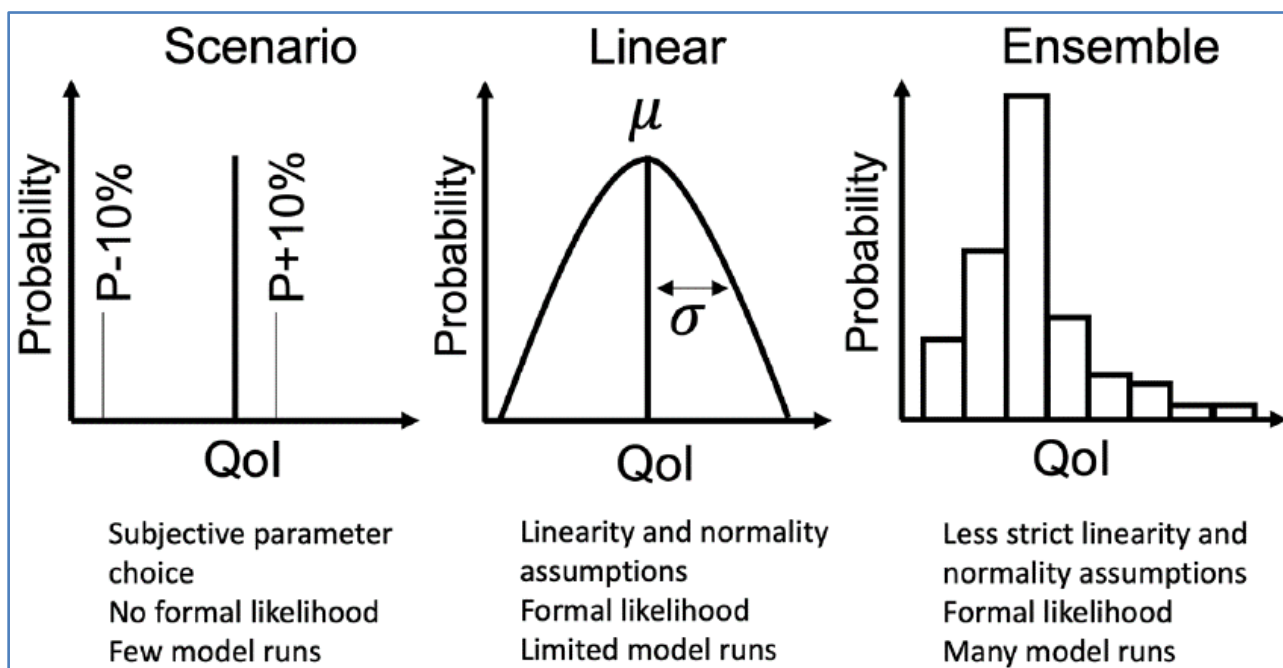 Scenario
Probability
P-10%
P+10%
QoI
Subjective parameter
choice
No formal likelihood
Few model runs
Linear
Probability
μ
σ
QoI
Linearity and normality
assumptions
Formal likelihood
Limited model runs
Ensemble
Probability
QoI
Less strict linearity and
normality assumptions
Formal likelihood
Many model runs